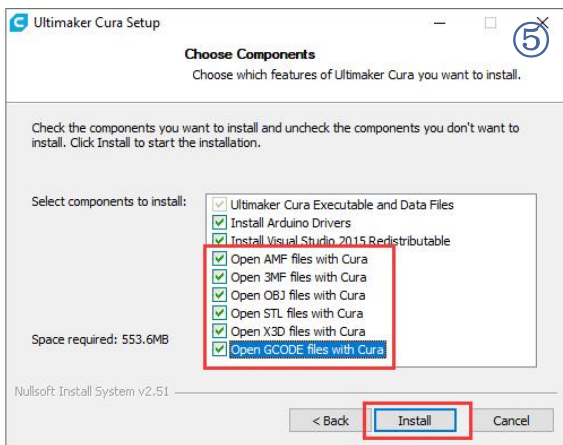 Ultimaker Cura Setup
⑤
Choose Components
Choose which features of Ultimaker Cura you want to install.
Check the components you want to install and uncheck the components you don't want to
install. Click Install to start the installation.
Select components to install:
Ultimaker Cura Executable and Data Files
Install Arduino Drivers
Install Visual Studio 2015 Redistributable
Open AMF files with Cura
Open 3MF files with Cura
Open OBJ files with Cura
Open STL files with Cura
Open X3D files with Cura
Open GCODE files with Cura
Space required: 553.6MB
Nullsoft Install System v2.51
< Back Install Cancel